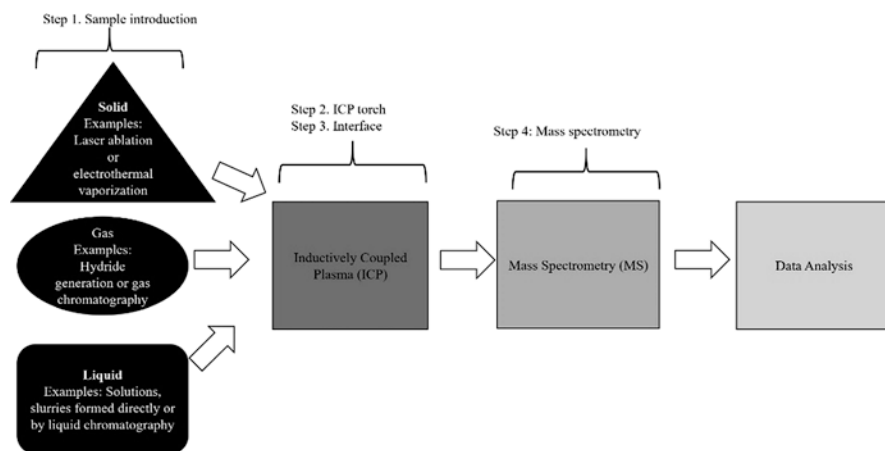 Step 1. Sample introduction
Solid
Examples:
Laser ablation
or
electrothermal
vaporization
Gas
Examples:
Hydride
generation or gas
chromatography
Liquid
Examples: Solutions,
slurries formed directly or
by liquid chromatography
Step 2. ICP torch
Step 3. Interface
Inductively Coupled
Plasma (ICP)
Step 4: Mass spectrometry
Mass Spectrometry (MS)
Data Analysis